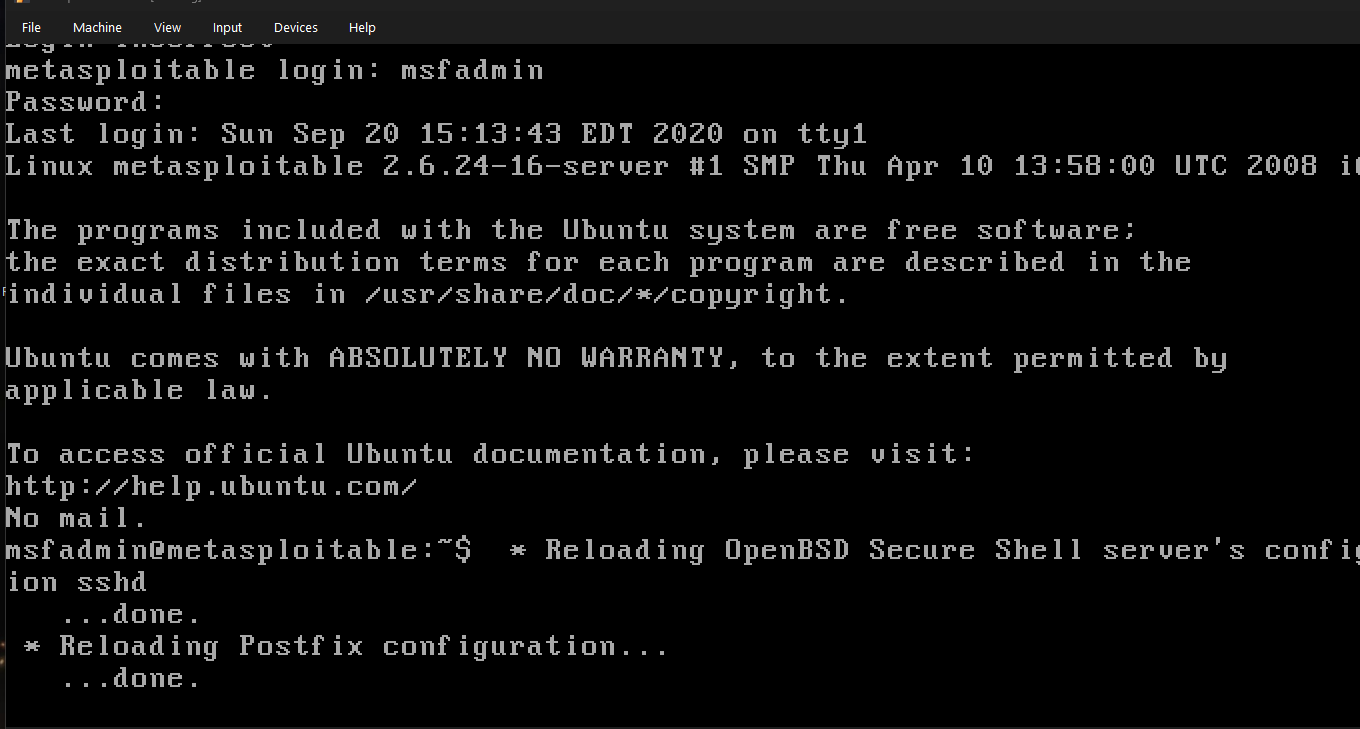 File Machine View Input Devices Help
metasploitable login: msfadmin
Password:
Last login: Sun Sep 20 15:13:43 EDT 2020 on tty1
Linux metasploitable 2.6.24-16-server #1 SMP Thu Apr 10 13:58:00 UTC 2008
The programs included with the Ubuntu system are free software;
the exact distribution terms for each program are described in the
individual files in /usr/share/doc/*/copyright.
Ubuntu comes with ABSOLUTELY NO WARRANTY, to the extent permitted by
applicable law.
To access official Ubuntu documentation, please visit:
http://help.ubuntu.com/
No mail.
msfadmin@metasploitable:~$  * Reloading OpenBSD Secure Shell server's config
ion sshd
...done.
* Reloading Postfix configuration...
...done.